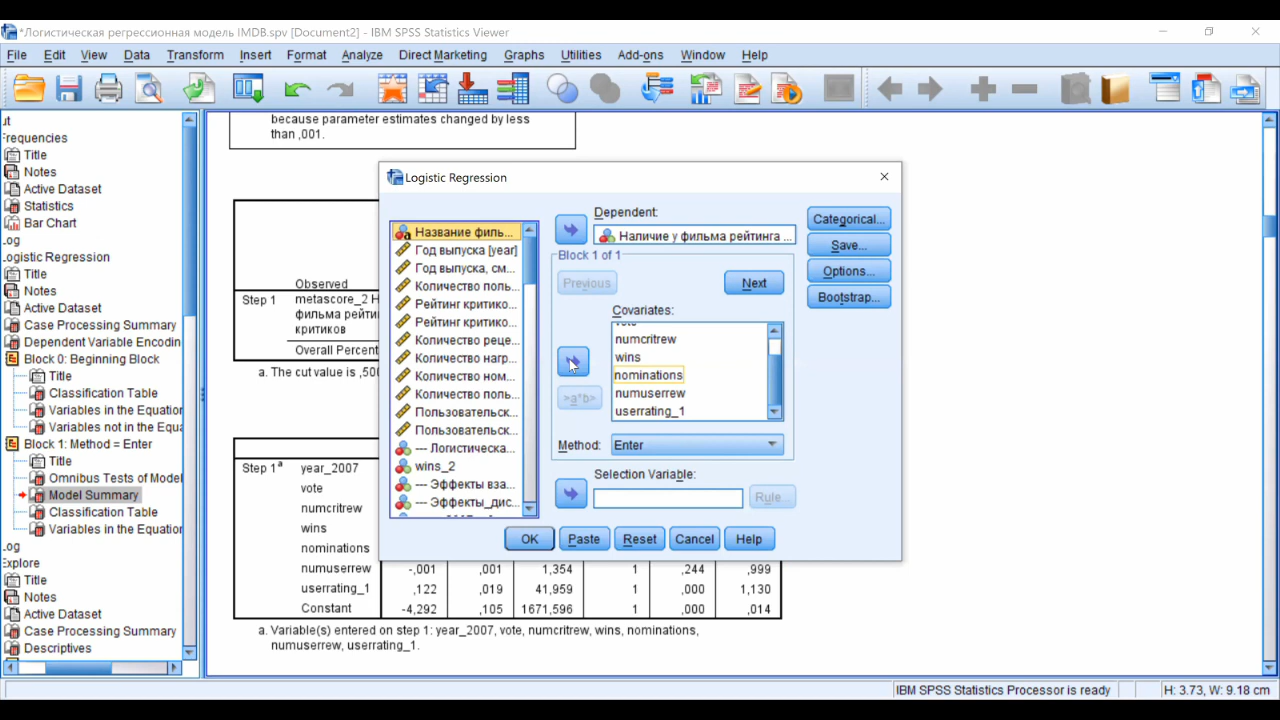 *Логистическая регрессионная модель IMDB.spv [Document2] - IBM SPSS Statistics Viewer
File Edit View Data Transform Insert Format Analyze Direct Marketing Graphs Utilities Add-ons Window Help
ut
Frequencies
Title
Notes
Active Dataset
Statistics
Bar Chart
Log
Logistic Regression
Title
Notes
Active Dataset
Case Processing Summary
Dependent Variable Encodin
Block 0: Beginning Block
Title
Classification Table
Variables in the Equation
Variables not in the Equa
Block 1: Method = Enter
Title
Omnibus Tests of Model
Model Summary
Classification Table
Variables in the Equation
Log
Explore
Title
Notes
Active Dataset
Case Processing Summary
Descriptives
because parameter estimates changed by less
than ,001.
Observed
Step 1 metascore_2 Н
фильма рейти
критиков
Overall Percent
a. The cut value is ,500
Step 1a year_2007
vote
numcritrew
wins
nominations
numuserrew -,001 ,001 1,354 1 ,244 ,999
userrating_1 ,122 ,019 41,959 1 ,000 1,130
Constant -4,292 ,105 1671,596 1 ,000 ,014
a. Variable(s) entered on step 1: year_2007, vote, numcritrew, wins, nominations,
numuserrew, userrating_1.
Logistic Regression
Название филь...
Год выпуска [year]
Год выпуска, см...
Количество поль...
Рейтинг критико...
Рейтинг критико...
Количество реце...
Количество нагр...
Количество ном...
Количество поль...
Пользовательск...
Пользовательск...
--- Логистическа...
wins_2
--- Эффекты вза...
--- Эффекты_дис...
Dependent:
Наличие у фильма рейтинга ...
Block 1 of 1
Previous Next
Covariates:
vote
numcritrew
wins
nominations
numuserrew
userrating_1
>a*b>
Method: Enter
Selection Variable:
Rule...
Categorical...
Save...
Options...
Bootstrap...
OK Paste Reset Cancel Help
IBM SPSS Statistics Processor is ready H: 3.73, W: 9.18 cm